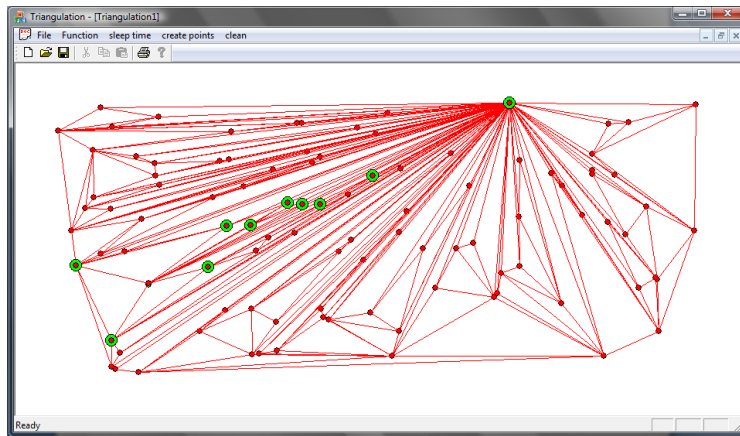 Triangulation - [Triangulation1]
File Function sleep time create points clean
Ready